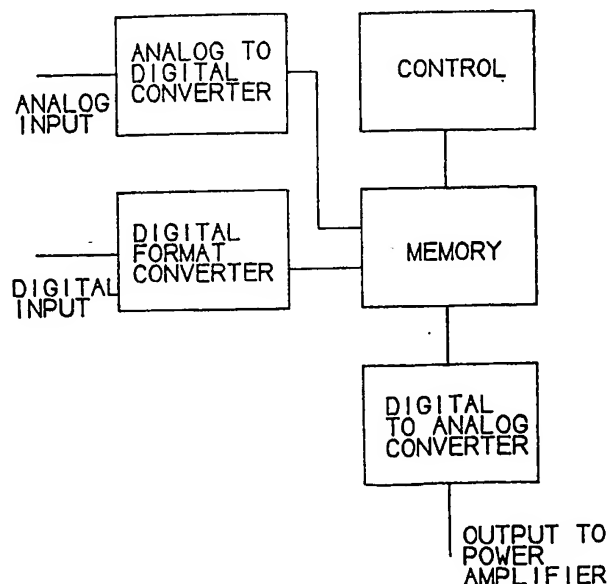 ANALOG TO
DIGITAL
CONVERTER
CONTROL
ANALOG
INPUT
DIGITAL
FORMAT
CONVERTER
MEMORY
DIGITAL
INPUT
DIGITAL
TO ANALOG
CONVERTER
OUTPUT TO
POWER
AMPLIFIER